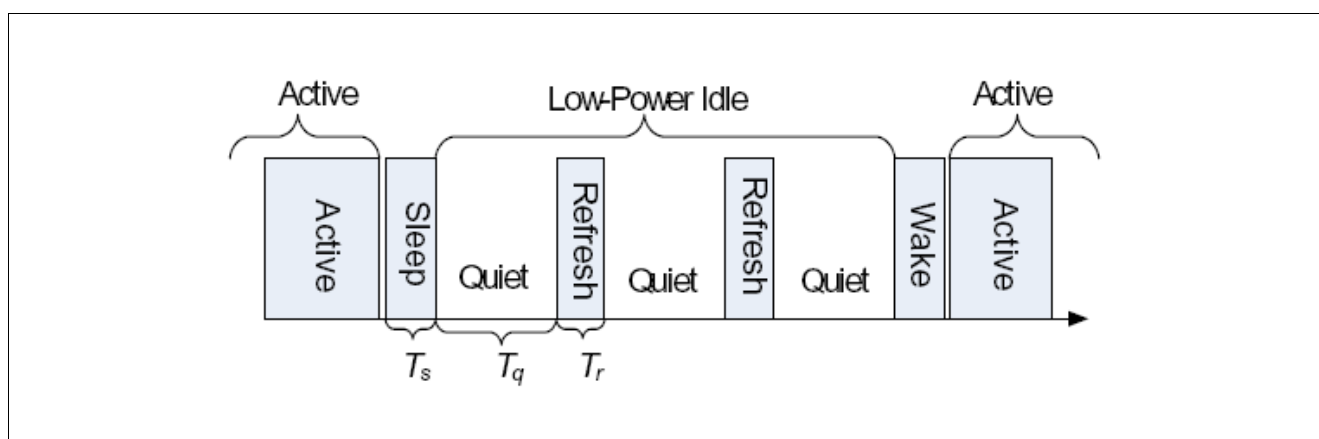 Active
Low-Power Idle
Active
Active
Sleep
Quiet
Refresh
Quiet
Refresh
Quiet
Wake
Active
Ts
Tq
Tr